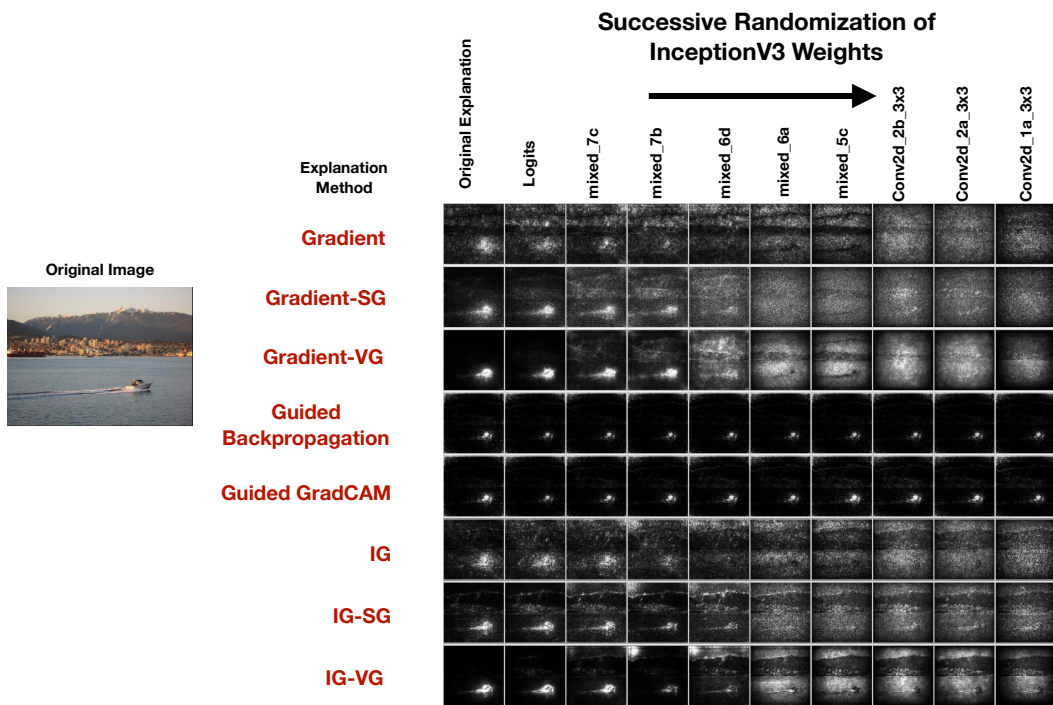 Successive Randomization of
InceptionV3 Weights
Original Explanation
Logits
mixed_7c
mixed_7b
mixed_6d
mixed_6a
mixed_5c
Conv2d_2b_3x3
Conv2d_2a_3x3
Conv2d_1a_3x3
Explanation
Method
Original Image
Gradient
Gradient-SG
Gradient-VG
Guided
Backpropagation
Guided GradCAM
IG
IG-SG
IG-VG